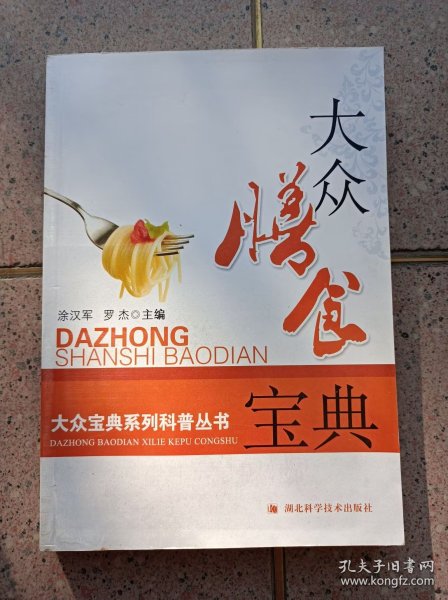 大众
膳食
宝典
涂汉军 罗杰◎主编
DAZHONG
SHANSHI BAODIAN
大众宝典系列科普丛书
DAZHONG BAODIAN XILIE KEPU CONGSHU
湖北科学技术出版社
孔夫子旧书网
www.kongfz.com